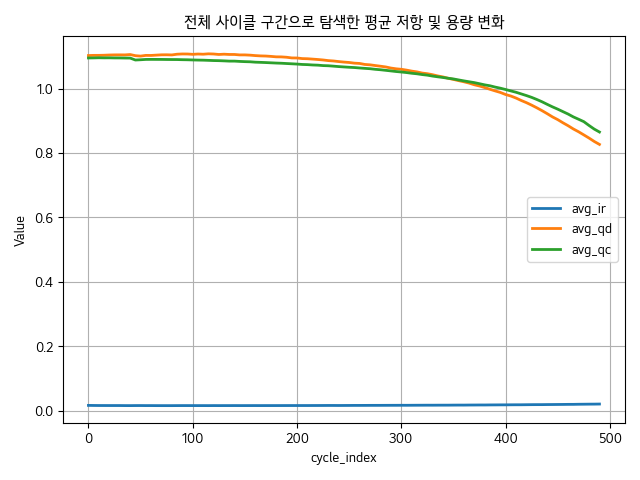 전체 사이클 구간으로 탐색한 평균 저항 및 용량 변화
Value
1.0
0.8
0.6
0.4
0.2
0.0
avg_ir
avg_qd
avg_qc
0 100 200 300 400 500
cycle_index